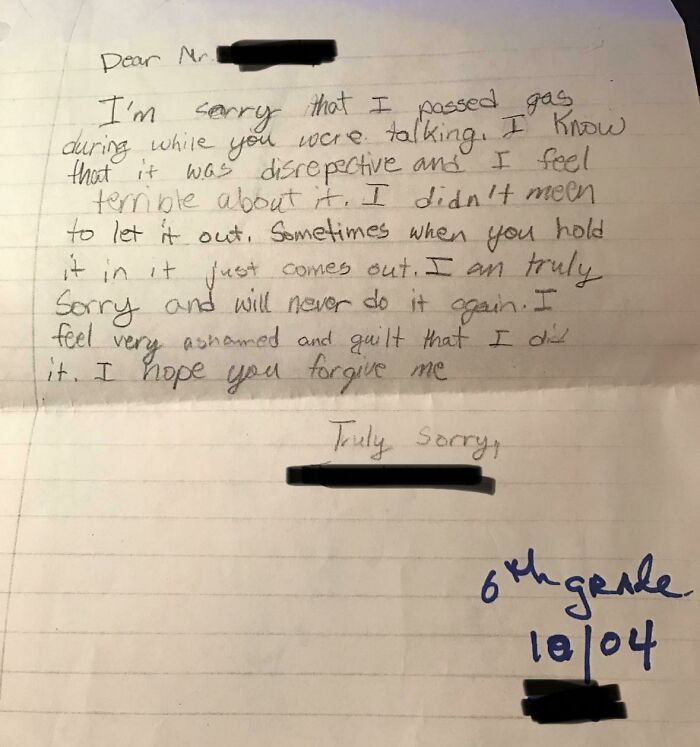 Dear Mr.
I'm sorry that I passed gas
during while you were talking. I know
that it was disrepective and I feel
terrible about it. I didn't meen
to let it out. Sometimes when you hold
it in it just comes out. I am truly
Sorry and will never do it again. I
feel very ashamed and guilt that I did
it. I hope you forgive me
Truly Sorry,
6th grade
10/04